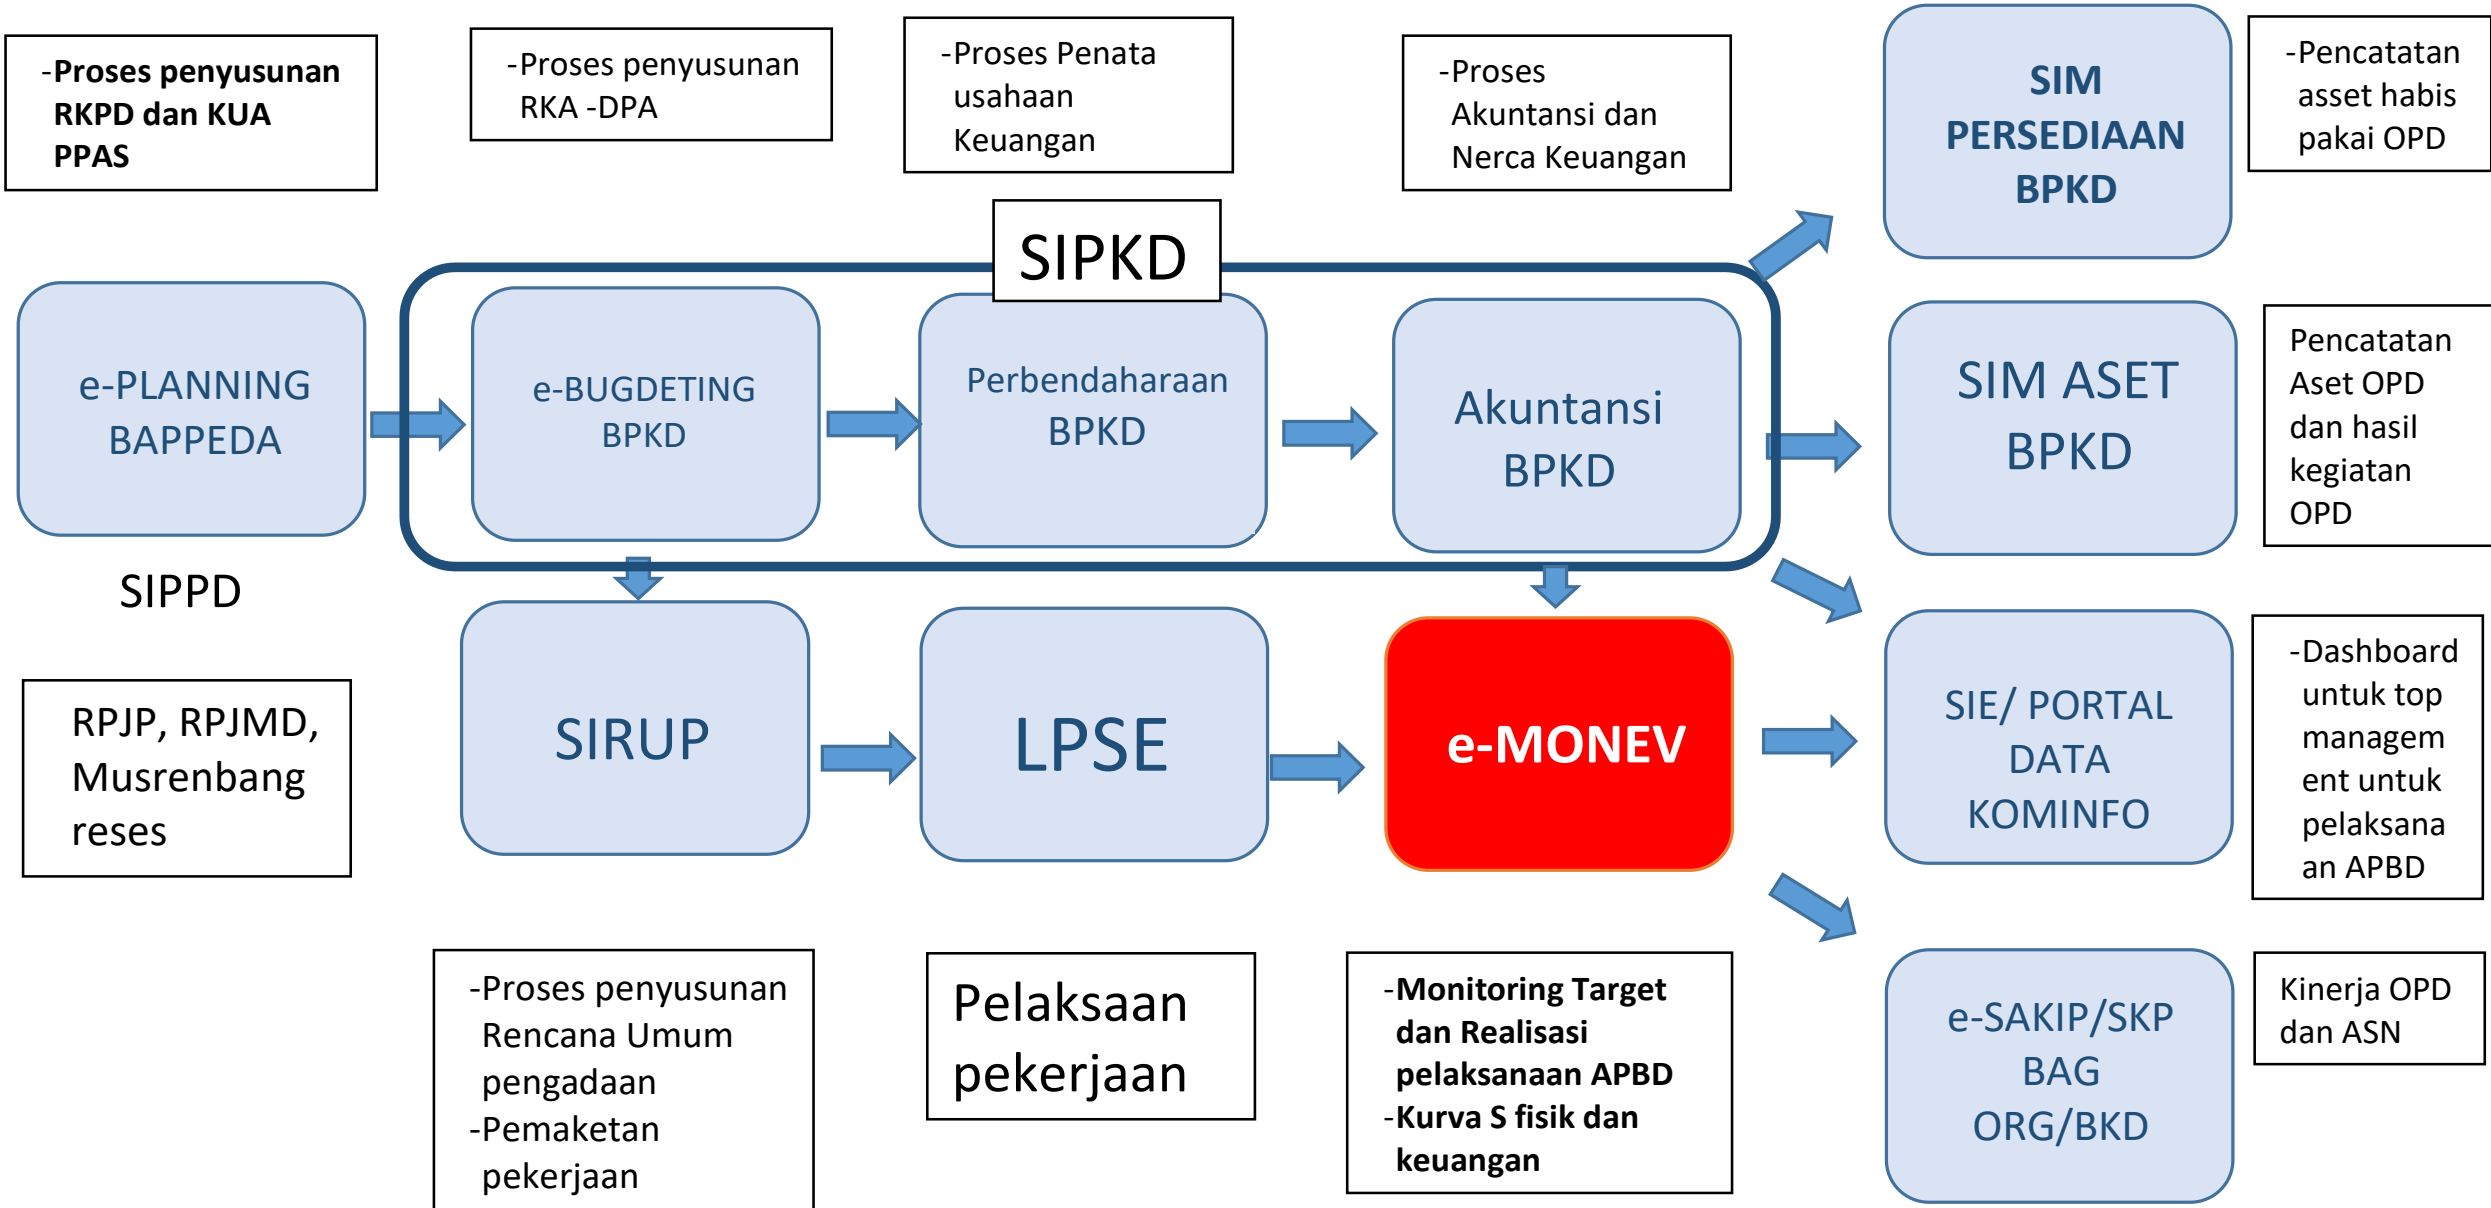 -Proses penyusunan
RKPD dan KUA
PPAS
-Proses penyusunan
RKA -DPA
-Proses Penata
usahaan
Keuangan
-Proses
Akuntansi dan
Nerca Keuangan
SIM
PERSEDIAAN
BPKD
-Pencatatan
asset habis
pakai OPD
SIPKD
e-PLANNING
BAPPEDA
e-BUGDETING
BPKD
Perbendaharaan
BPKD
Akuntansi
BPKD
SIM ASET
BPKD
Pencatatan
Aset OPD
dan hasil
kegiatan
OPD
SIPPD
RPJP, RPJMD,
Musrenbang
reses
SIRUP
LPSE
e-MONEV
SIE/ PORTAL
DATA
KOMINFO
-Dashboard
untuk top
managem
ent untuk
pelaksana
an APBD
-Proses penyusunan
Rencana Umum
pengadaan
-Pemaketan
pekerjaan
Pelaksaan
pekerjaan
-Monitoring Target
dan Realisasi
pelaksanaan APBD
-Kurva S fisik dan
keuangan
e-SAKIP/SKP
BAG
ORG/BKD
Kinerja OPD
dan ASN